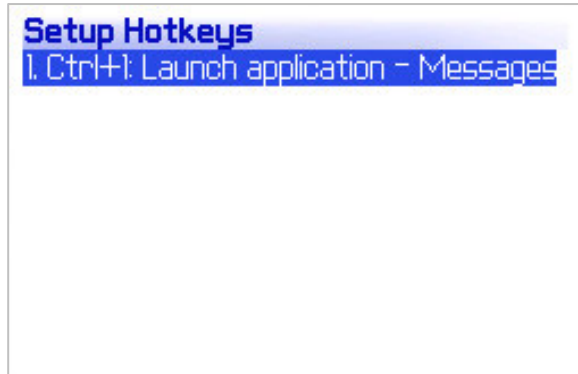 Setup Hotkeys
1. Ctrl+1: Launch application - Messages